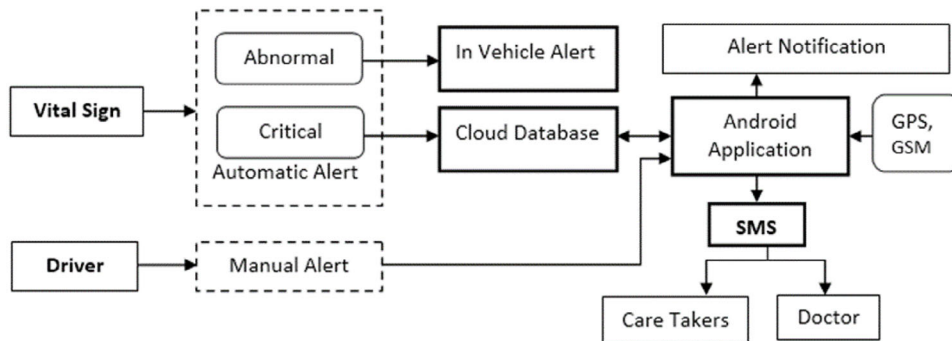 Abnormal
In Vehicle Alert
Alert Notification
Vital Sign
Critical
Cloud Database
Android
Application
GPS,
GSM
Automatic Alert
SMS
Driver
Manual Alert
Care Takers
Doctor